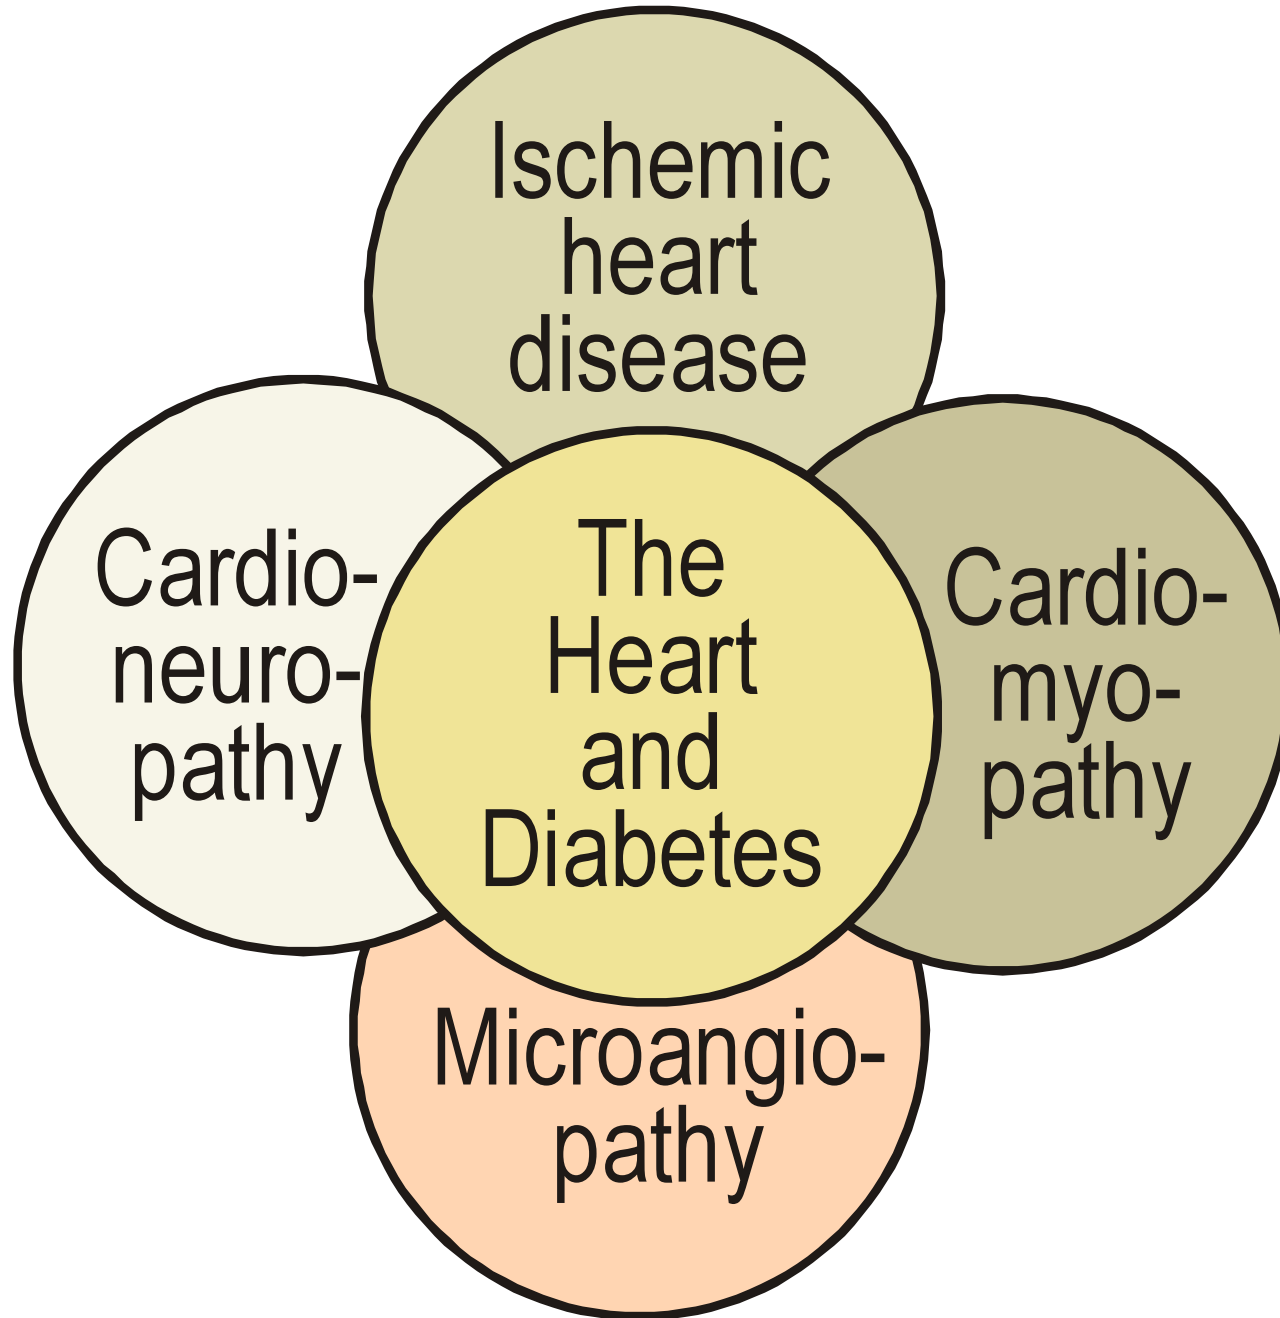 Ischemic
heart
disease
Cardio-
neuro-
pathy
The
Heart
and
Diabetes
Cardio-
myo-
pathy
Microangio-
pathy